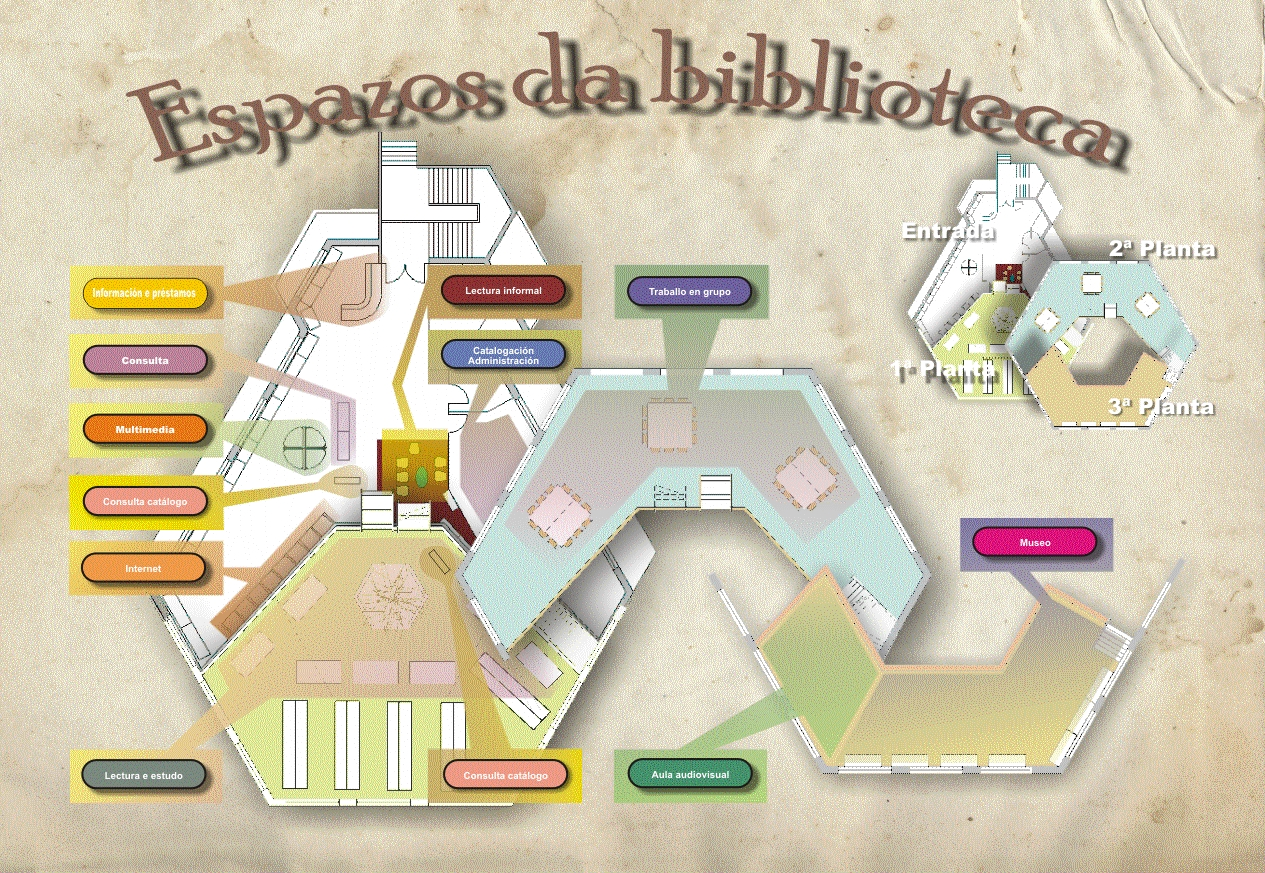 Espazos da biblioteca
Entrada
2ª Planta
1ª Planta
3ª Planta
Información e préstamos
Lectura informal
Traballo en grupo
Consulta
Catalogación
Administración
Multimedia
Consulta catálogo
Internet
Museo
Lectura e estudo
Consulta catálogo
Aula audiovisual